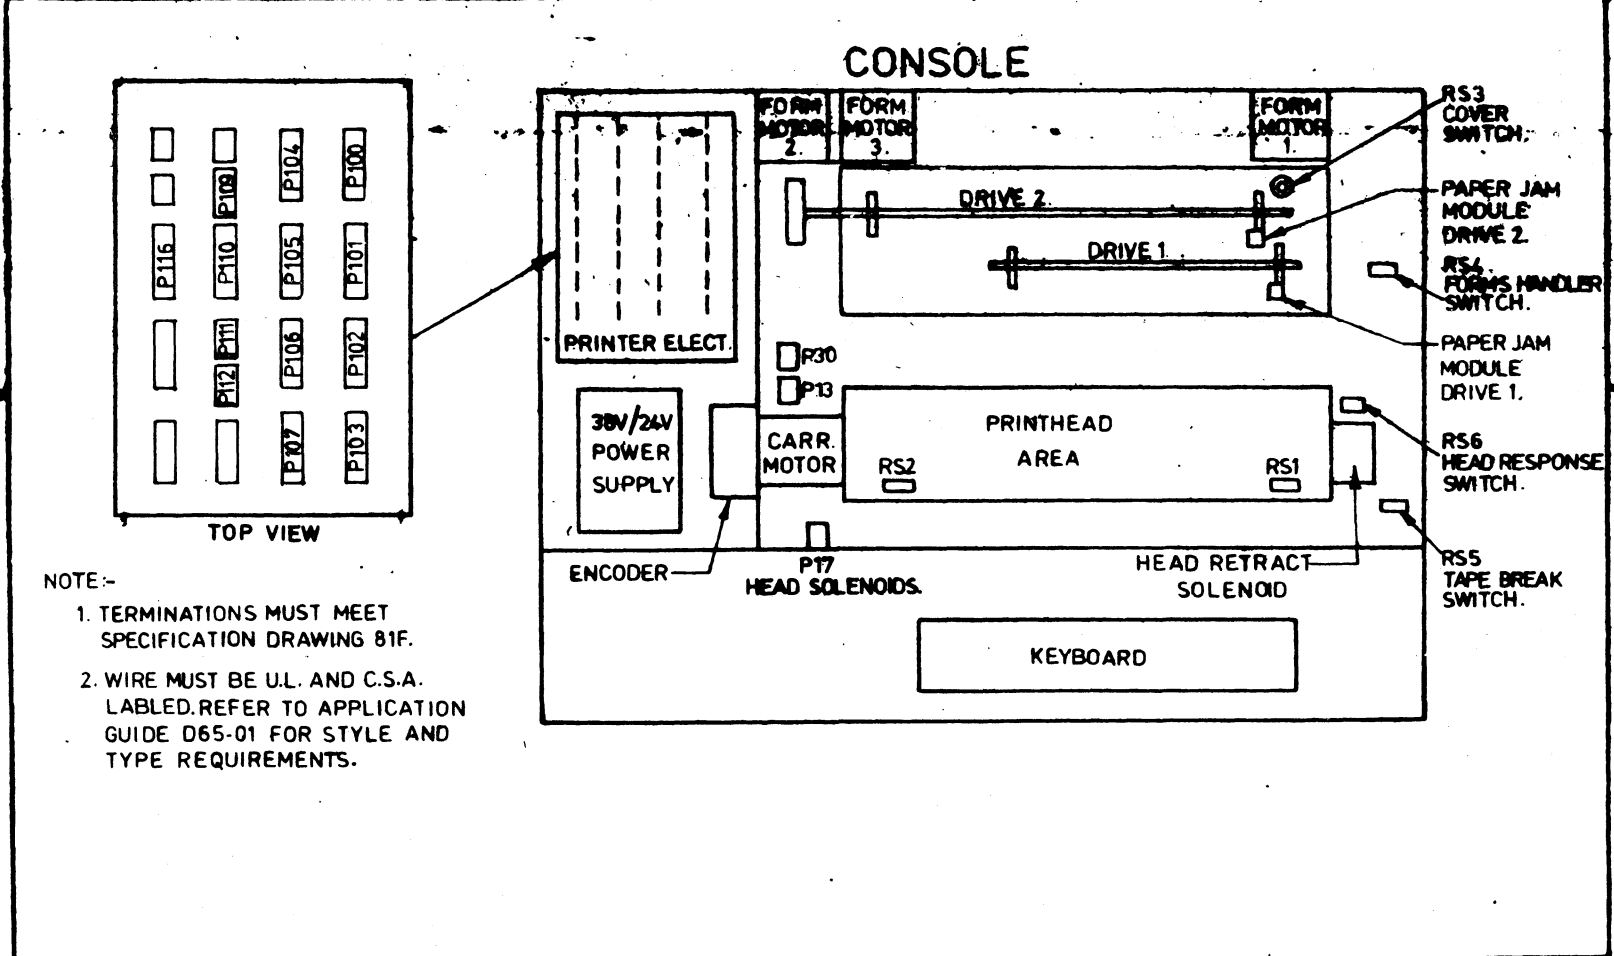 CONSOLE
FORM
MOTOR
2.
FORM
MOTOR
3.
FORM
MOTOR
1.
RS3
COVER
SWITCH.
P104
P100
P109
P116
P110
P105
P101
P111
P106
P102
P112
P107
P103
TOP VIEW
DRIVE 2.
DRIVE 1.
PAPER JAM
MODULE
DRIVE 2.
RS4.
FORMS HANDLER
SWITCH.
PAPER JAM
MODULE
DRIVE 1.
PRINTER ELECT.
P30
P13
38V/24V
POWER
SUPPLY
CARR.
MOTOR
PRINTHEAD
AREA
RS2
RS1
RS6
HEAD RESPONSE
SWITCH.
ENCODER
P17
HEAD SOLENOIDS.
HEAD RETRACT
SOLENOID
RS5
TAPE BREAK
SWITCH.
KEYBOARD
NOTE:-
1. TERMINATIONS MUST MEET
SPECIFICATION DRAWING 81F.
2. WIRE MUST BE U.L. AND C.S.A.
LABLED. REFER TO APPLICATION
GUIDE D65-01 FOR STYLE AND
TYPE REQUIREMENTS.